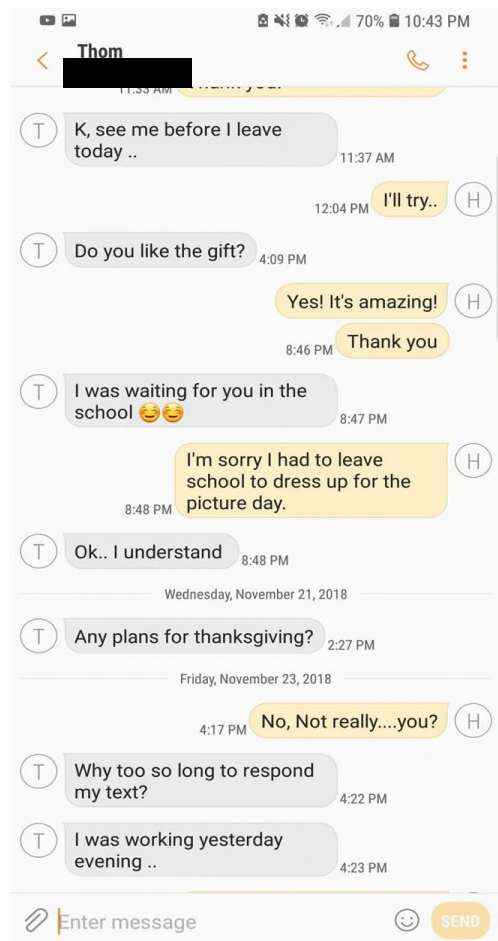 70% 10:43 PM
Thom
11:33 AM
K, see me before I leave
today ..
11:37 AM
12:04 PM I'll try..
Do you like the gift? 4:09 PM
Yes! It's amazing!
8:46 PM Thank you
I was waiting for you in the
school 😊😊
8:47 PM
I'm sorry I had to leave
school to dress up for the
8:48 PM picture day.
Ok.. I understand 8:48 PM
Wednesday, November 21, 2018
Any plans for thanksgiving? 2:27 PM
Friday, November 23, 2018
4:17 PM No, Not really....you?
Why too so long to respond
my text?
4:22 PM
I was working yesterday
evening ..
4:23 PM
Enter message SEND